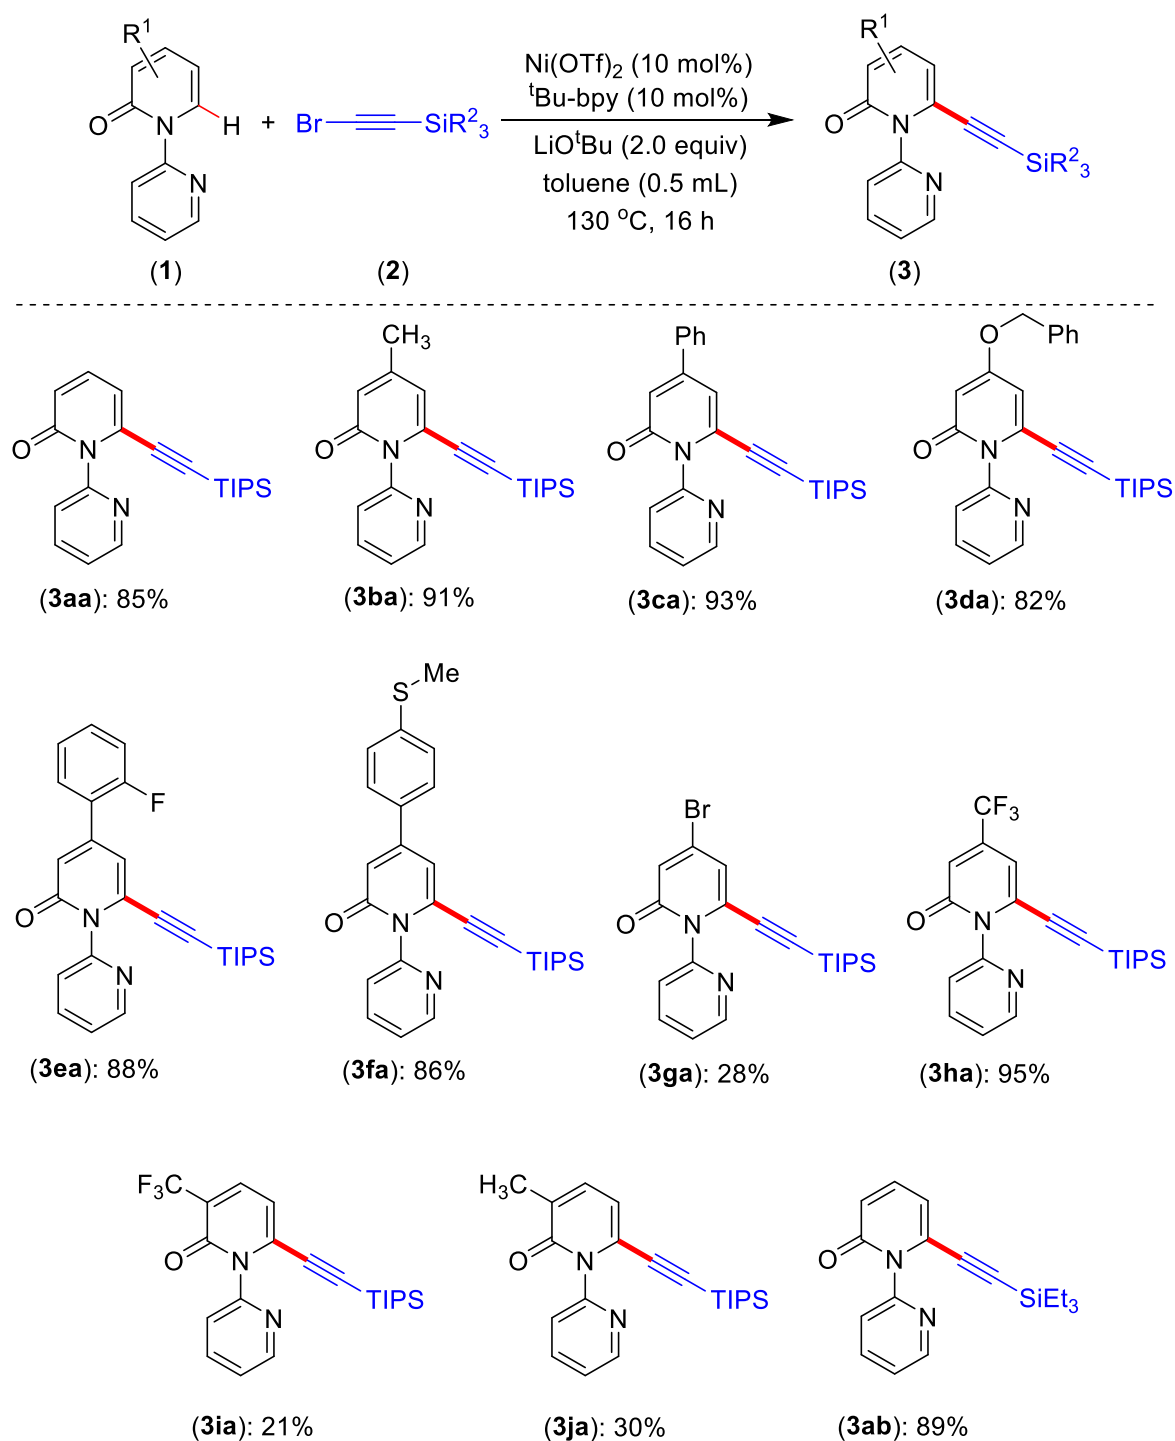 R¹
O
N
H
N
+
Br
SiR²₃
Ni(OTf)₂ (10 mol%)
ᵗBu-bpy (10 mol%)
LiOᵗBu (2.0 equiv)
toluene (0.5 mL)
130 ºC, 16 h
R¹
O
N
N
SiR²₃
(1)
(2)
(3)
O
N
N
TIPS
CH₃
O
N
N
TIPS
Ph
O
N
N
TIPS
O
Ph
O
N
N
TIPS
(3aa): 85%
(3ba): 91%
(3ca): 93%
(3da): 82%
F
O
N
N
TIPS
S
Me
O
N
N
TIPS
Br
O
N
N
TIPS
CF₃
O
N
N
TIPS
(3ea): 88%
(3fa): 86%
(3ga): 28%
(3ha): 95%
F₃C
O
N
N
TIPS
H₃C
O
N
N
TIPS
O
N
N
SiEt₃
(3ia): 21%
(3ja): 30%
(3ab): 89%